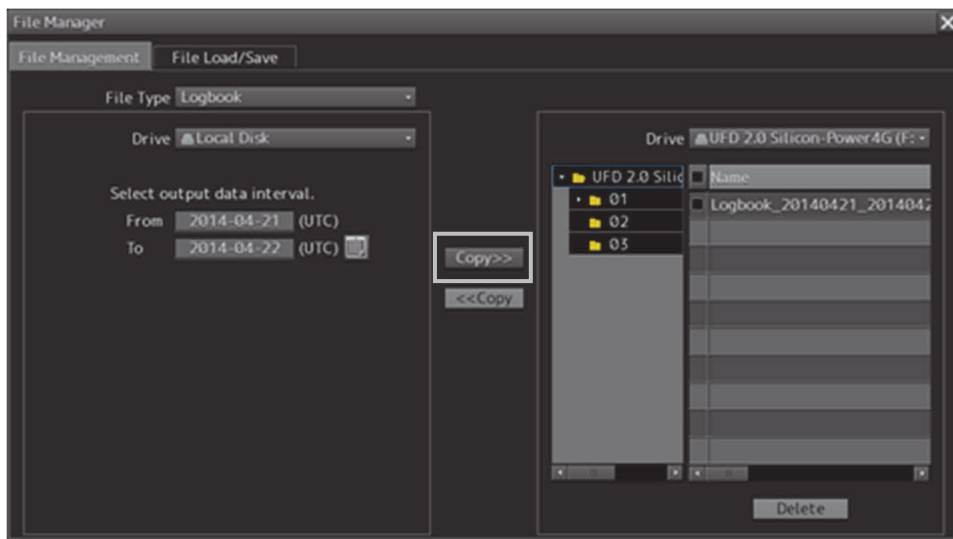 File Manager
File Management File Load/Save
File Type Logbook
Drive Local Disk
Select output data interval.
From 2014-04-21 (UTC)
To 2014-04-22 (UTC)
Copy>>
<<Copy
Drive UFD 2.0 Silicon-Power4G (F:
UFD 2.0 Silic
01
02
03
Name
Logbook_20140421_2014042
Delete